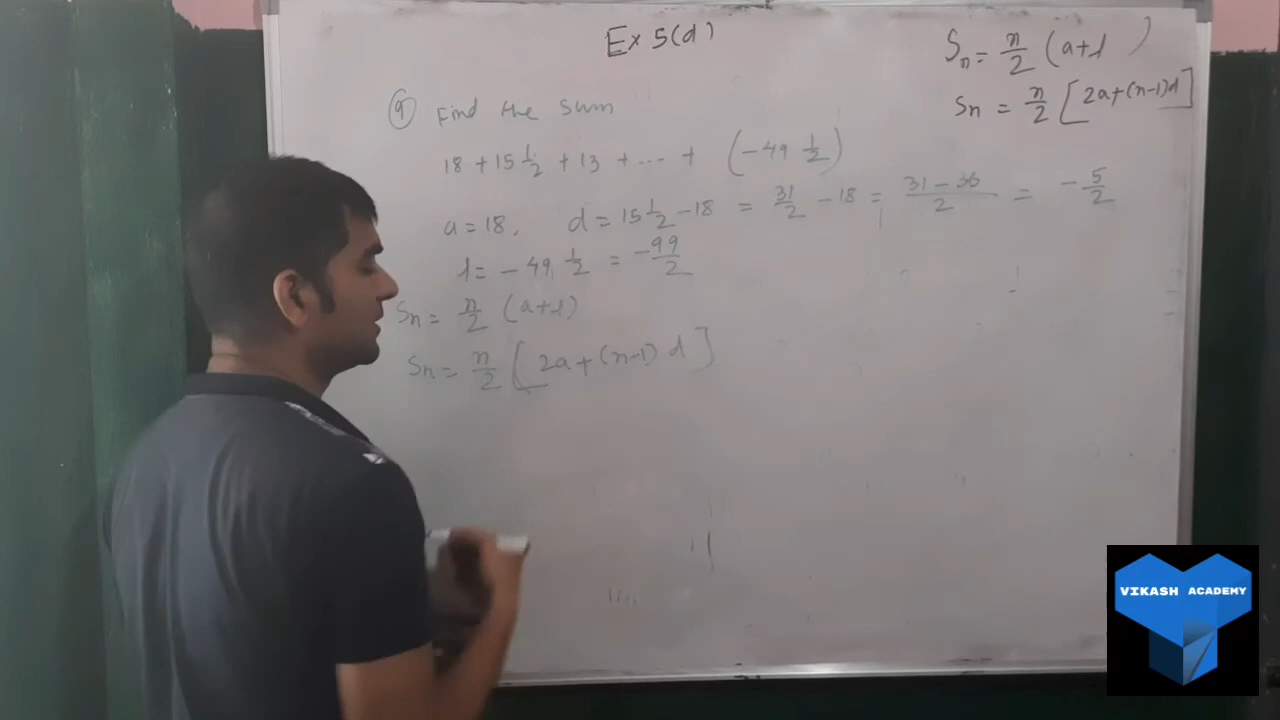 Ex 5(d)
Sn = n/2 (a+l)
Sn = n/2 [2a+(n-1)d]
9 Find the sum
18 + 15 1/2 + 13 + ... + (-49 1/2)
a = 18, d = 15 1/2 - 18 = 31/2 - 18 = 31-36/2 = -5/2
l = -49 1/2 = -99/2
Sn = n/2 (a+l)
Sn = n/2 [2a+(n-1)d]
VIKASH ACADEMY